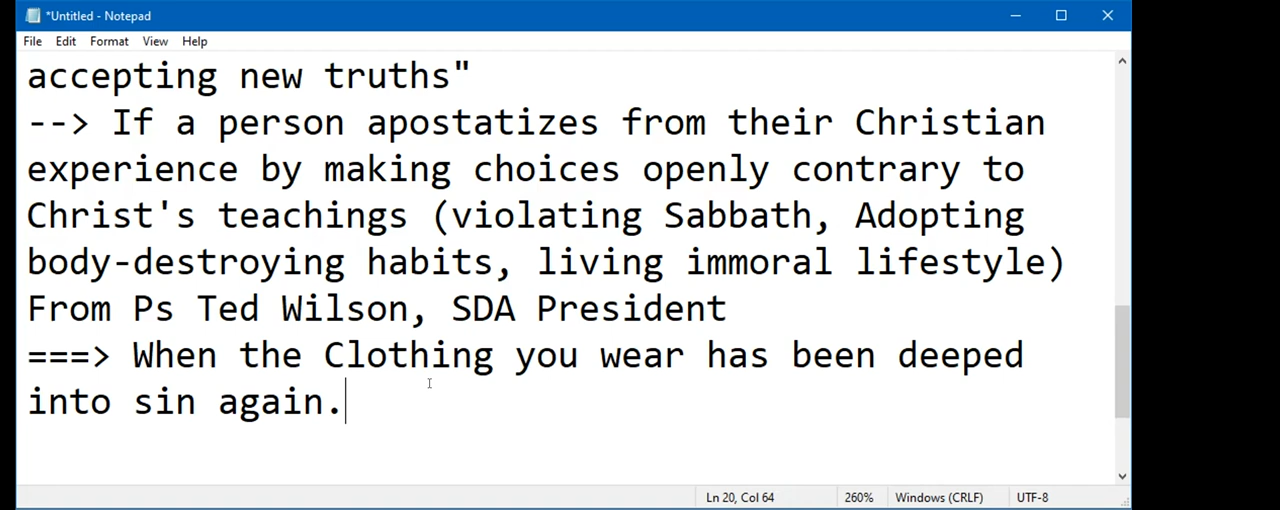 *Untitled - Notepad
File Edit Format View Help
accepting new truths"
--> If a person apostatizes from their Christian
experience by making choices openly contrary to
Christ's teachings (violating Sabbath, Adopting
body-destroying habits, living immoral lifestyle)
From Ps Ted Wilson, SDA President
===> When the Clothing you wear has been deeped
into sin again.
Ln 20, Col 64 260% Windows (CRLF) UTF-8